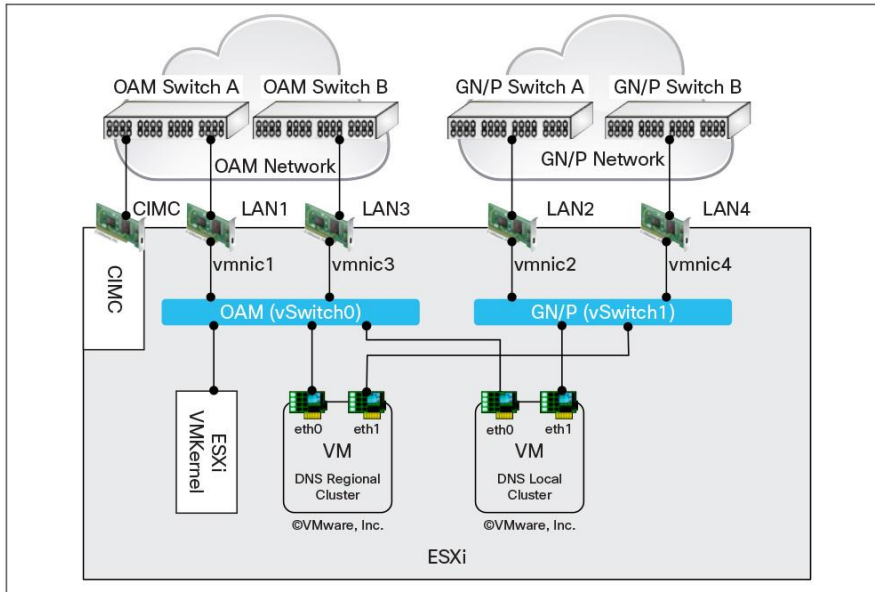 OAM Switch A
OAM Switch B
GN/P Switch A
GN/P Switch B
OAM Network
GN/P Network
CIMC
LAN1
LAN3
LAN2
LAN4
CIMC
vmnic1
vmnic3
vmnic2
vmnic4
OAM (vSwitch0)
GN/P (vSwitch1)
ESXi
VMKernel
eth0
eth1
VM
DNS Regional
Cluster
©VMware, Inc.
eth0
eth1
VM
DNS Local
Cluster
©VMware, Inc.
ESXi